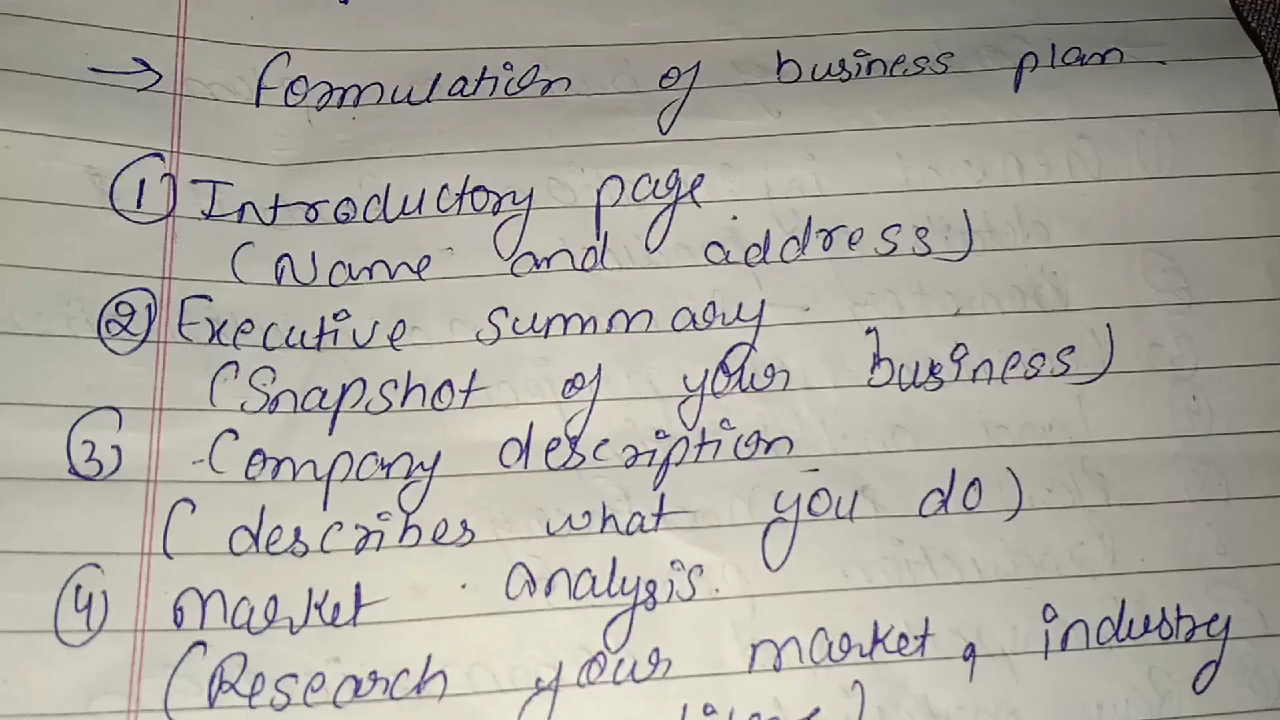 → Formulation of business plan
① Introductory page
(Name and address)
② Executive summary
(Snapshot of your business)
③ Company description
(describes what you do)
④ Market analysis.
(Research your market, industry